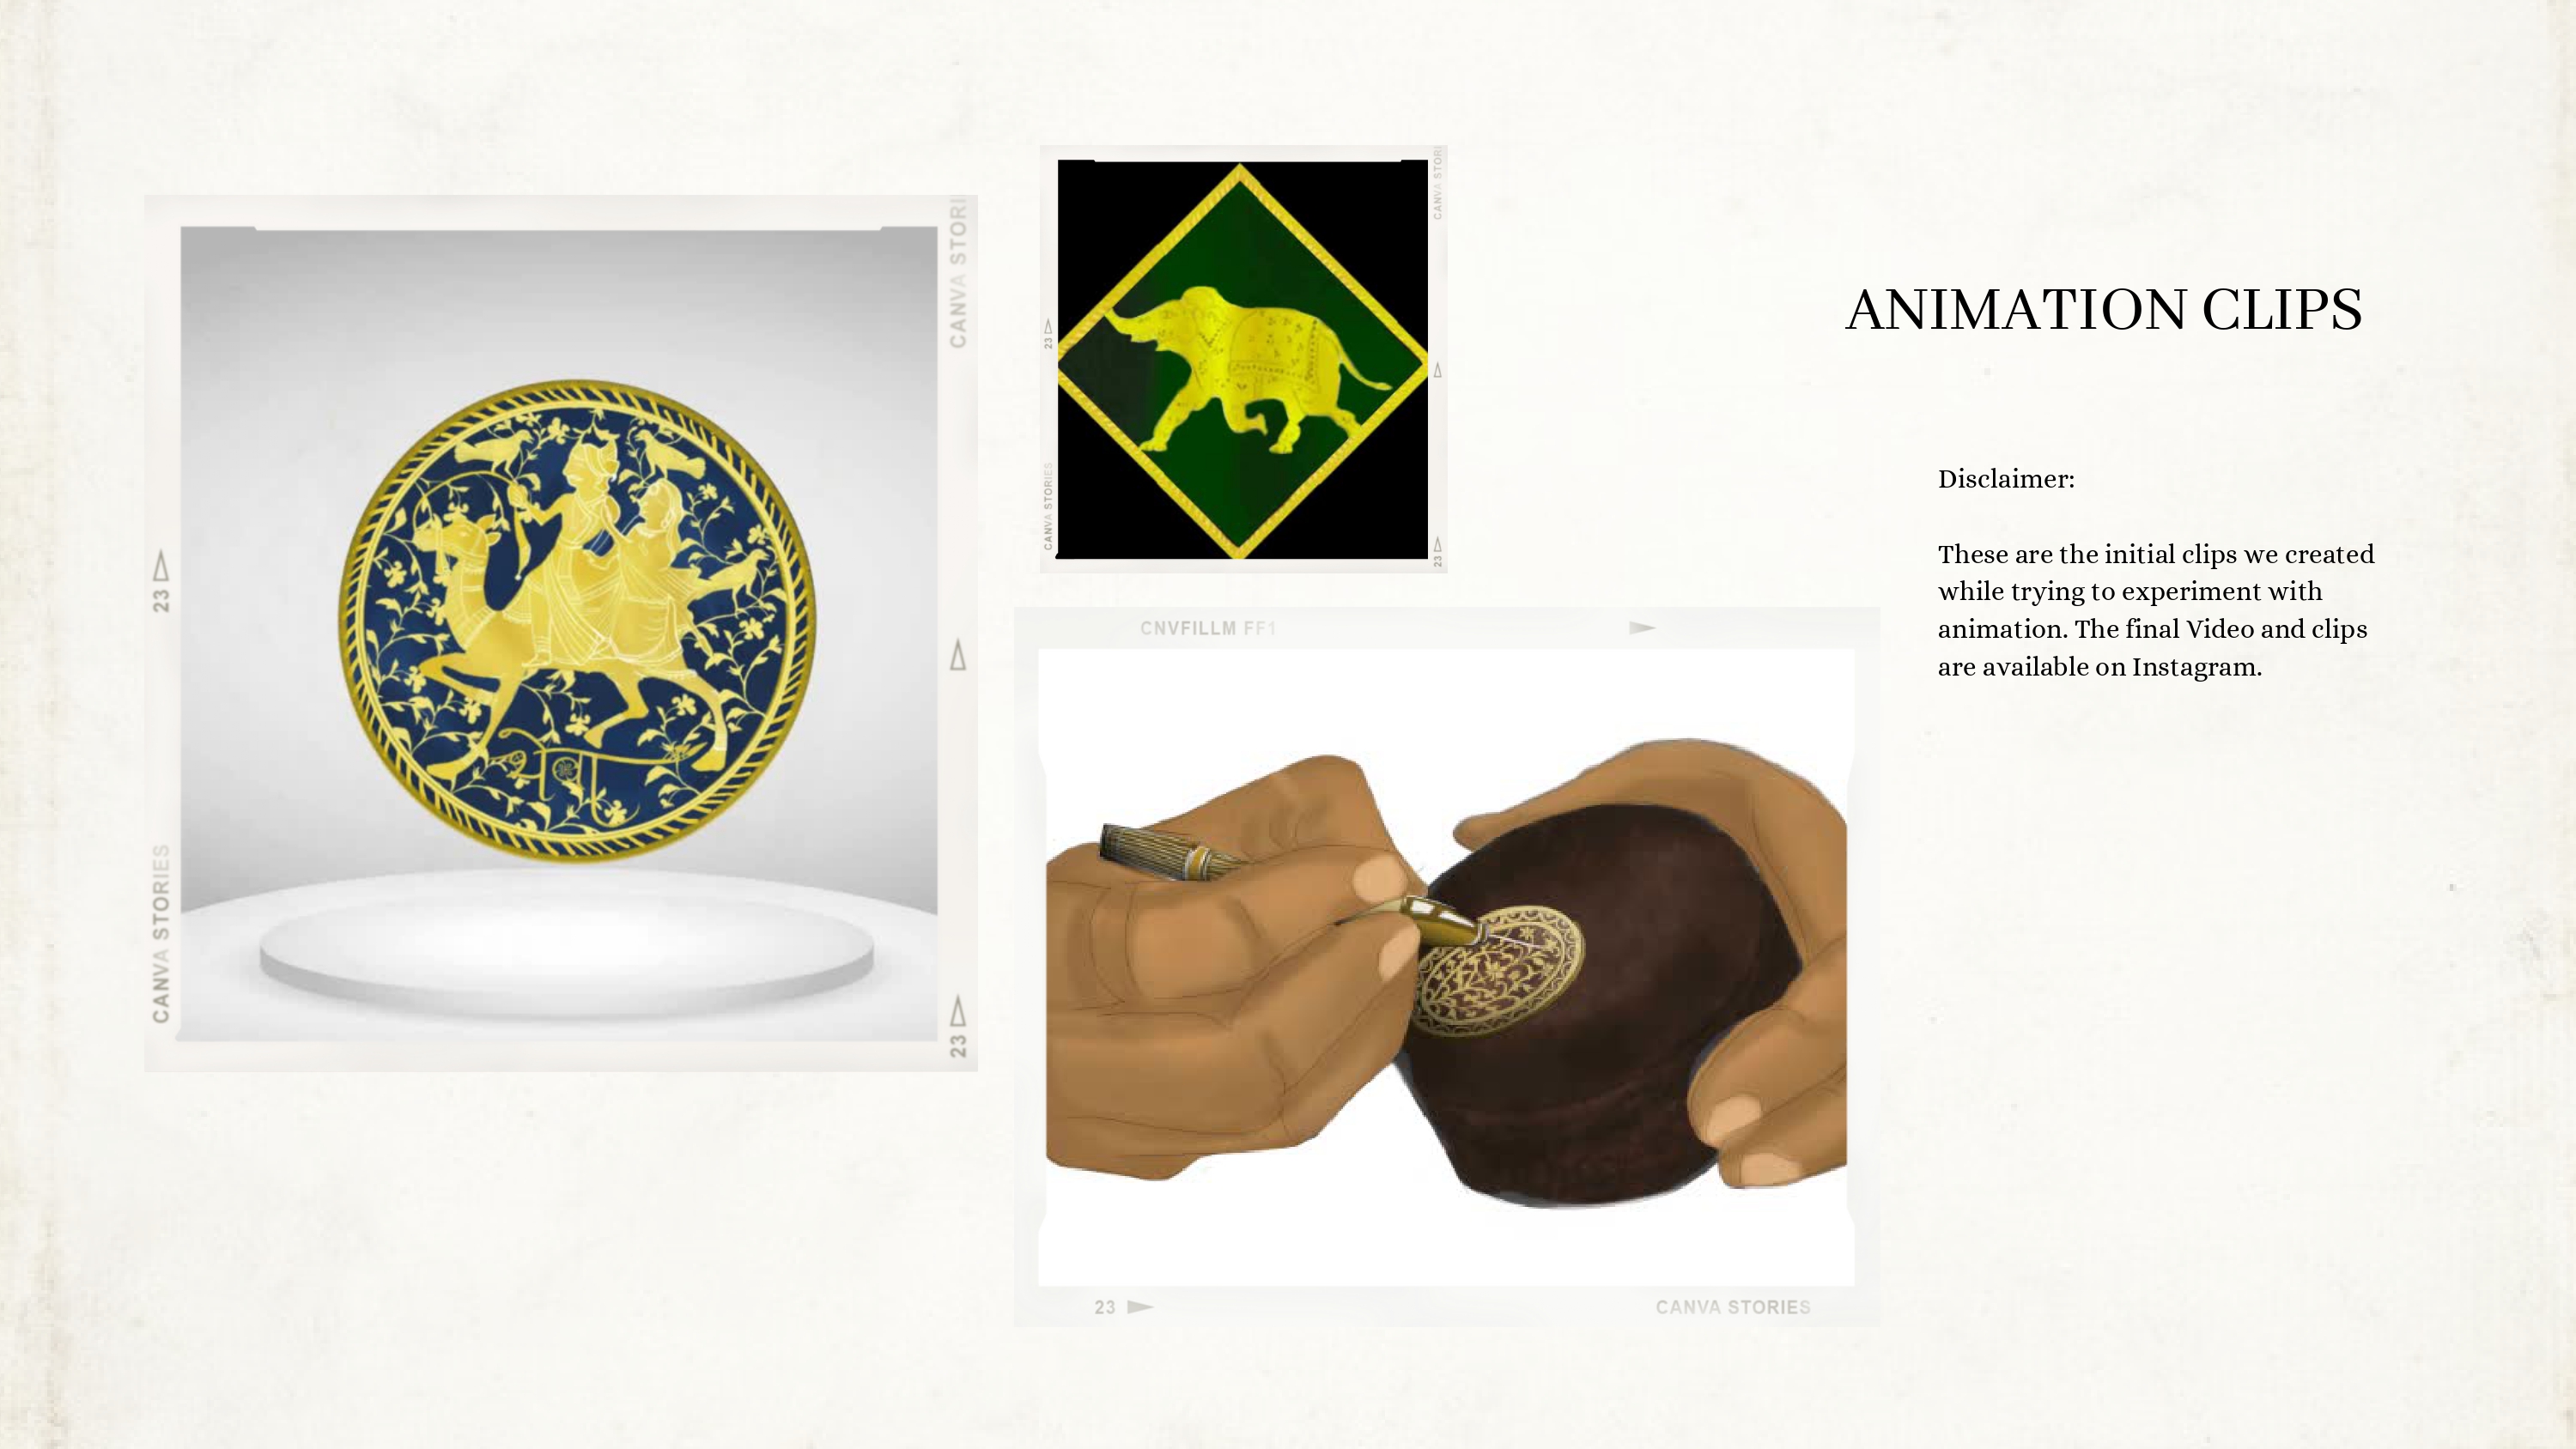 CANVA STORI
23
CANVA STORIES
23
CANVA STORI
23
CANVA STORIES
23
CNVFILLM FF1
23
CANVA STORIES
ANIMATION CLIPS
Disclaimer:
These are the initial clips we created
while trying to experiment with
animation. The final Video and clips
are available on Instagram.